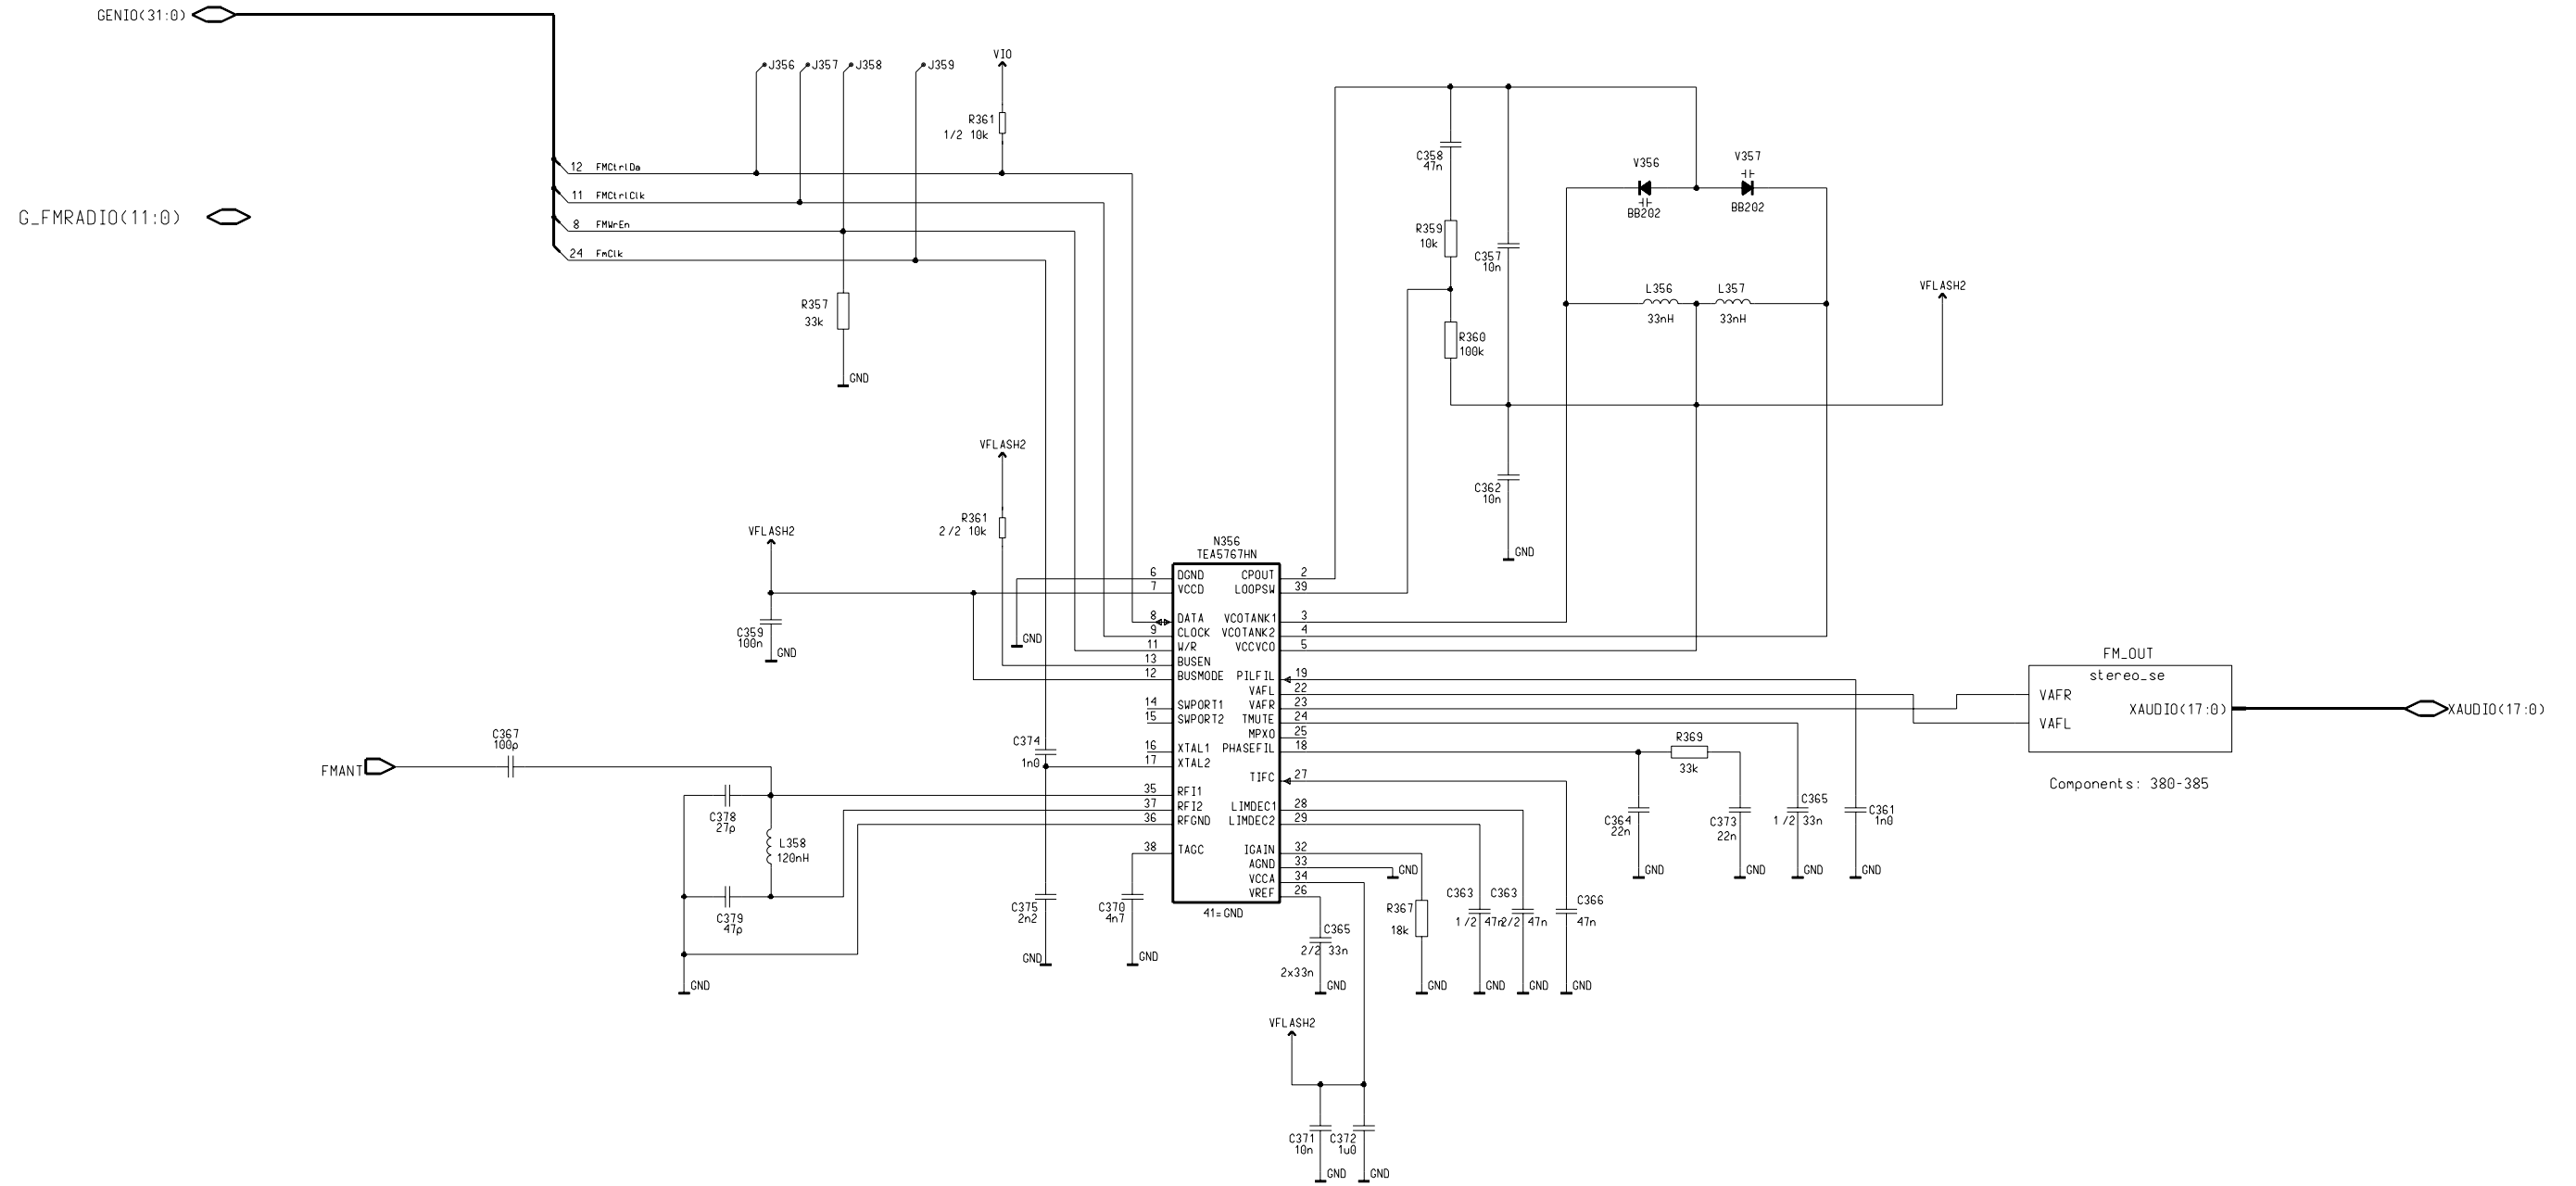 GENIO(31:0)
G_FMRADIO(11:0)
J356
J357
J358
J359
VIO
R361
1/2 10k
12 FMCtrlDa
11 FMCtrlClk
8 FMWrEn
24 FmClk
R357
33k
GND
C358
47n
R359
10k
C357
10n
R360
100k
V356
BB202
V357
BB202
L356
33nH
L357
33nH
VFLASH2
C362
10n
GND
VFLASH2
R361
2/2 10k
VFLASH2
C359
100n
GND
GND
N356
TEA5767HN
6 DGND
7 VCCD
8 DATA
9 CLOCK
11 W/R
13 BUSEN
12 BUSMODE
14 SWPORT1
15 SWPORT2
16 XTAL1
17 XTAL2
35 RFI1
37 RFI2
36 RFGND
38 TAGC
CPOUT 2
LOOPSW 39
VCOTANK1 3
VCOTANK2 4
VCCVCO 5
PILFIL 19
VAFL 22
VAFR 23
TMUTE 24
MPXO 25
PHASEFIL 18
TIFC 27
LIMDEC1 28
LIMDEC2 29
IGAIN 32
AGND 33
VCCA 34
VREF 26
41=GND
FMANT
C367
100p
C378
27p
L358
120nH
C379
47p
GND
C374
1n0
C375
2n2
GND
C370
4n7
GND
FM_OUT
stereo_se
VAFR
VAFL
XAUDIO(17:0)
XAUDIO(17:0)
Components: 380-385
R369
33k
C364
22n
GND
C373
22n
GND
C365
1/2 33n
GND
C361
1n0
GND
GND
C365
2/2 33n
2x33n
GND
R367
18k
GND
C363
1/2 47n
GND
C363
2/2 47n
GND
C366
47n
GND
VFLASH2
C371
10n
GND
C372
1u0
GND